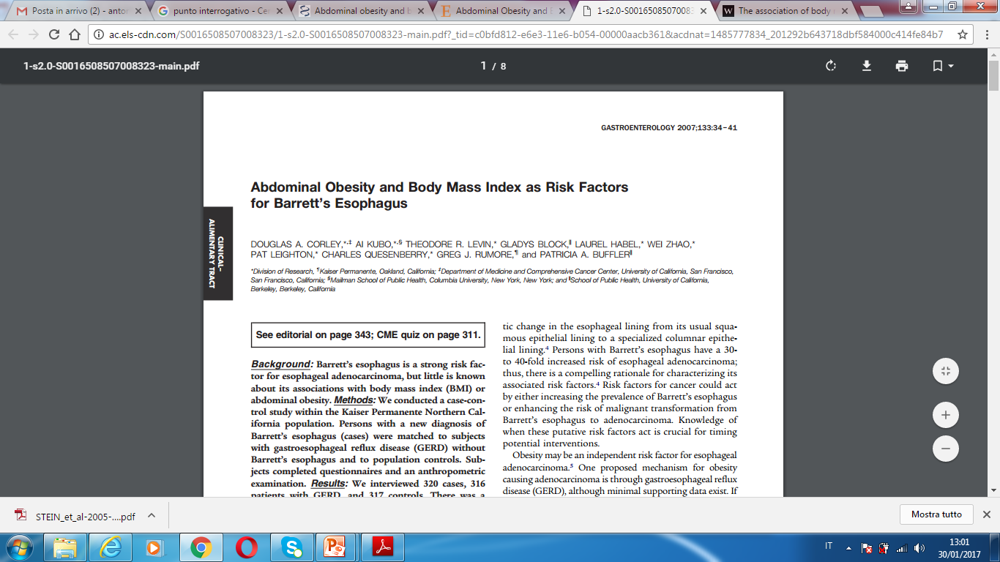 Posta in arrivo (2) - anton
punto interrogativo - Ce
Abdominal obesity and b
Abdominal Obesity and E
1-s2.0-S0016508507083
The association of body
ac.els-cdn.com/S0016508507008323/1-s2.0-S0016508507008323-main.pdf?_tid=c0bfd812-e6e3-11e6-b054-00000aacb361&acdnat=1485777834_201292b643718dbf584000c414fe84b7
1-s2.0-S0016508507008323-main.pdf
1 / 8
GASTROENTEROLOGY 2007;133:34–41
Abdominal Obesity and Body Mass Index as Risk Factors
for Barrett's Esophagus
CLINICAL–
ALIMENTARY TRACT
DOUGLAS A. CORLEY,*,‡ AI KUBO,*,§ THEODORE R. LEVIN,* GLADYS BLOCK,‖ LAUREL HABEL,* WEI ZHAO,*
PAT LEIGHTON,* CHARLES QUESENBERRY,* GREG J. RUMORE,¶ and PATRICIA A. BUFFLER‖
*Division of Research, ¶Kaiser Permanente, Oakland, California; ‡Department of Medicine and Comprehensive Cancer Center, University of California, San Francisco,
San Francisco, California; §Mailman School of Public Health, Columbia University, New York, New York; and ‖School of Public Health, University of California,
Berkeley, Berkeley, California
See editorial on page 343; CME quiz on page 311.
Background: Barrett's esophagus is a strong risk fac-
tor for esophageal adenocarcinoma, but little is known
about its associations with body mass index (BMI) or
abdominal obesity. Methods: We conducted a case-con-
trol study within the Kaiser Permanente Northern Cal-
ifornia population. Persons with a new diagnosis of
Barrett's esophagus (cases) were matched to subjects
with gastroesophageal reflux disease (GERD) without
Barrett's esophagus and to population controls. Sub-
jects completed questionnaires and an anthropometric
examination. Results: We interviewed 320 cases, 316
patients with GERD, and 317 controls. There was a
tic change in the esophageal lining from its usual squa-
mous epithelial lining to a specialized columnar epithe-
lial lining.4 Persons with Barrett's esophagus have a 30-
to 40-fold increased risk of esophageal adenocarcinoma;
thus, there is a compelling rationale for characterizing its
associated risk factors.4 Risk factors for cancer could act
by either increasing the prevalence of Barrett's esophagus
or enhancing the risk of malignant transformation from
Barrett's esophagus to adenocarcinoma. Knowledge of
when these putative risk factors act is crucial for timing
potential interventions.
Obesity may be an independent risk factor for esophageal
adenocarcinoma.5 One proposed mechanism for obesity
causing adenocarcinoma is through gastroesophageal reflux
disease (GERD), although minimal supporting data exist. If
STEIN_et_al-2005-....pdf
Mostra tutto
IT
13:01
30/01/2017